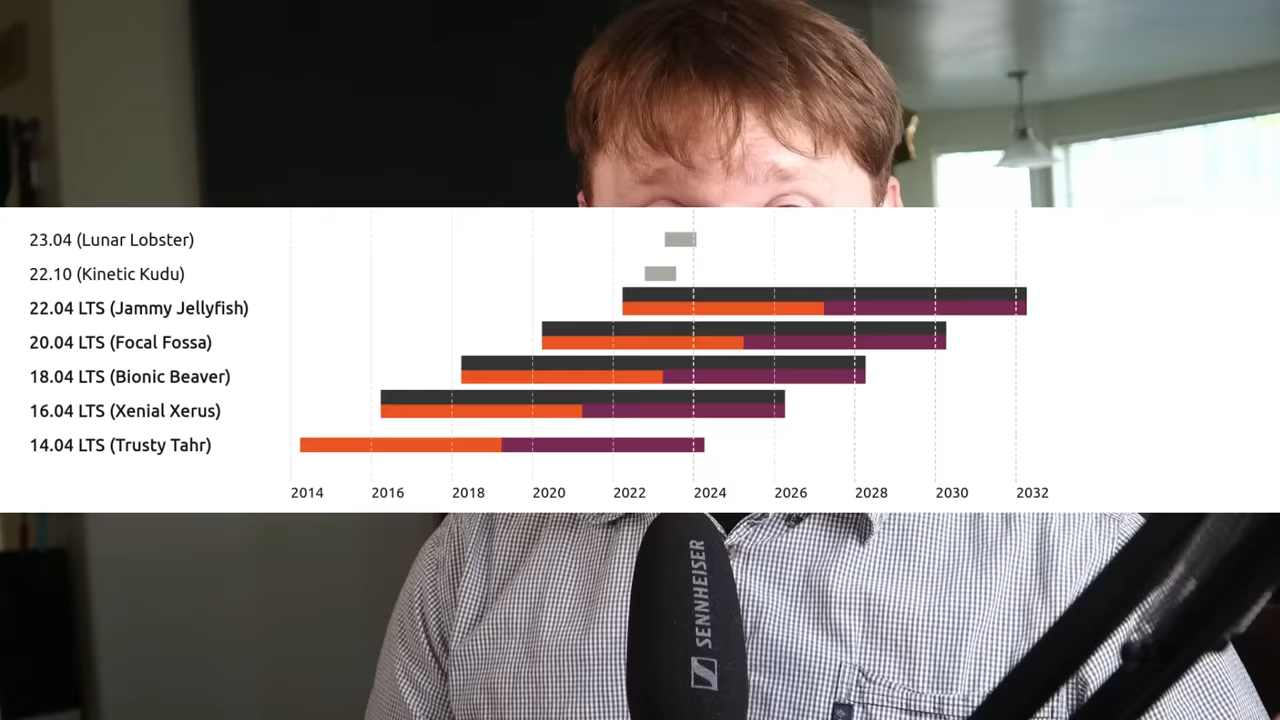 23.04 (Lunar Lobster)
22.10 (Kinetic Kudu)
22.04 LTS (Jammy Jellyfish)
20.04 LTS (Focal Fossa)
18.04 LTS (Bionic Beaver)
16.04 LTS (Xenial Xerus)
14.04 LTS (Trusty Tahr)
2014 2016 2018 2020 2022 2024 2026 2028 2030 2032
SENNHEISER